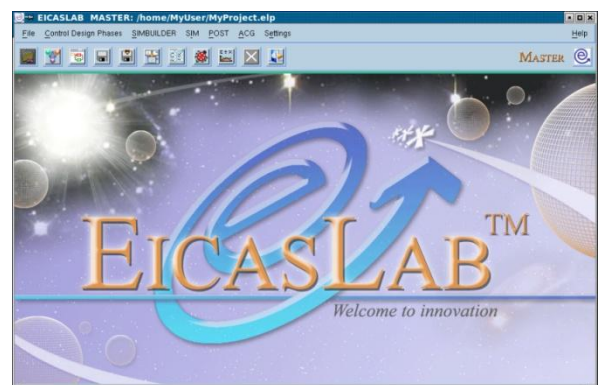 EICASLAB MASTER: /home/MyUser/MyProject.elp
File Control Design Phases SIMBUILDER SIM POST ACG Settings Help
MASTER
EICASLAB™
Welcome to innovation